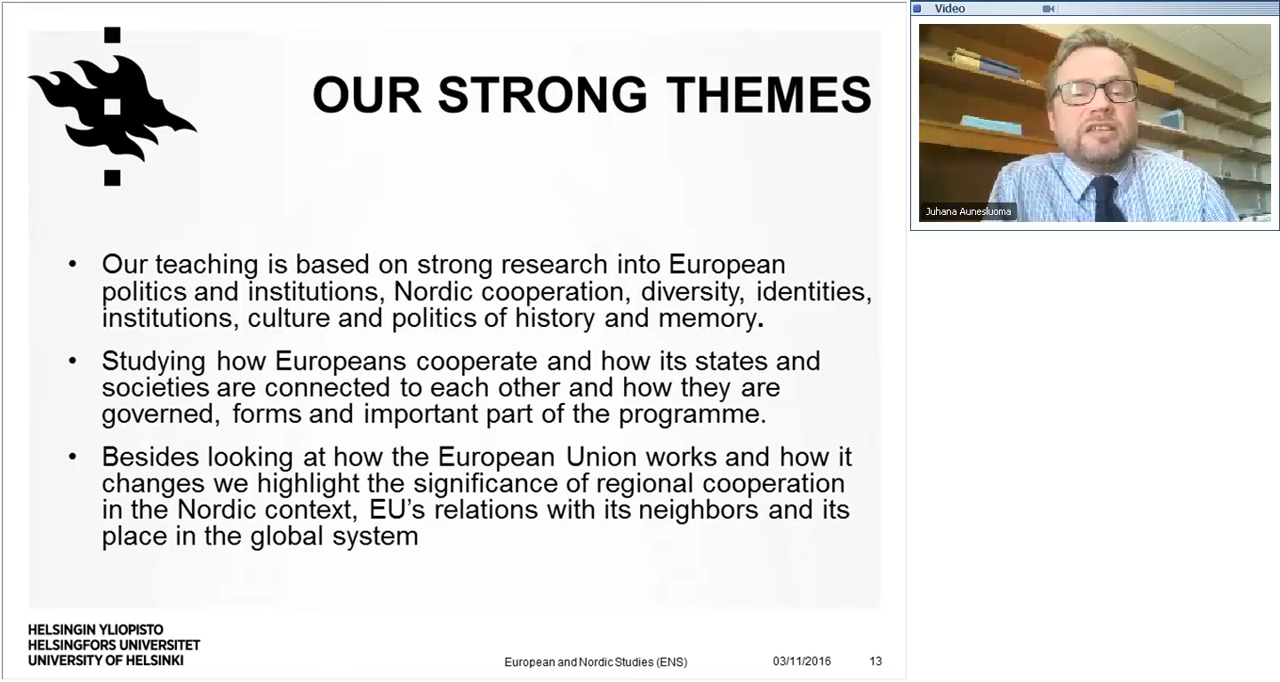 OUR STRONG THEMES
• Our teaching is based on strong research into European
politics and institutions, Nordic cooperation, diversity, identities,
institutions, culture and politics of history and memory.
• Studying how Europeans cooperate and how its states and
societies are connected to each other and how they are
governed, forms and important part of the programme.
• Besides looking at how the European Union works and how it
changes we highlight the significance of regional cooperation
in the Nordic context, EU’s relations with its neighbors and its
place in the global system
HELSINGIN YLIOPISTO
HELSINGFORS UNIVERSITET
UNIVERSITY OF HELSINKI
European and Nordic Studies (ENS)
03/11/2016
13
Video
Juhana Aunesluoma